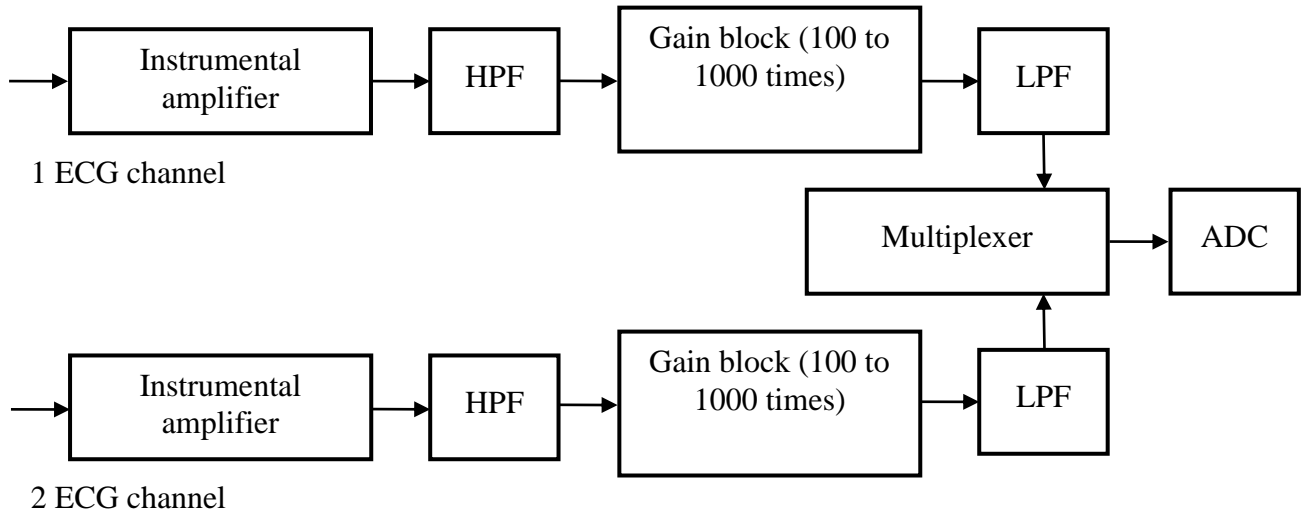 Instrumental
amplifier
HPF
Gain block (100 to
1000 times)
LPF
1 ECG channel
Multiplexer
ADC
Instrumental
amplifier
HPF
Gain block (100 to
1000 times)
LPF
2 ECG channel